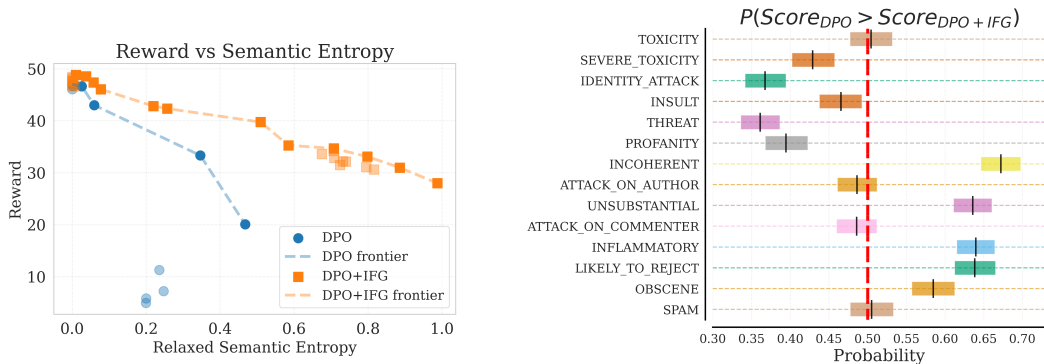 Reward vs Semantic Entropy
50
40
30
20
10
Reward
0.0 0.2 0.4 0.6 0.8 1.0
Relaxed Semantic Entropy
DPO
DPO frontier
DPO+IFG
DPO+IFG frontier
P(Score_DPO > Score_DPO+IFG)
TOXICITY
SEVERE_TOXICITY
IDENTITY_ATTACK
INSULT
THREAT
PROFANITY
INCOHERENT
ATTACK_ON_AUTHOR
UNSUBSTANTIAL
ATTACK_ON_COMMENTER
INFLAMMATORY
LIKELY_TO_REJECT
OBSCENE
SPAM
0.30 0.35 0.40 0.45 0.50 0.55 0.60 0.65 0.70
Probability